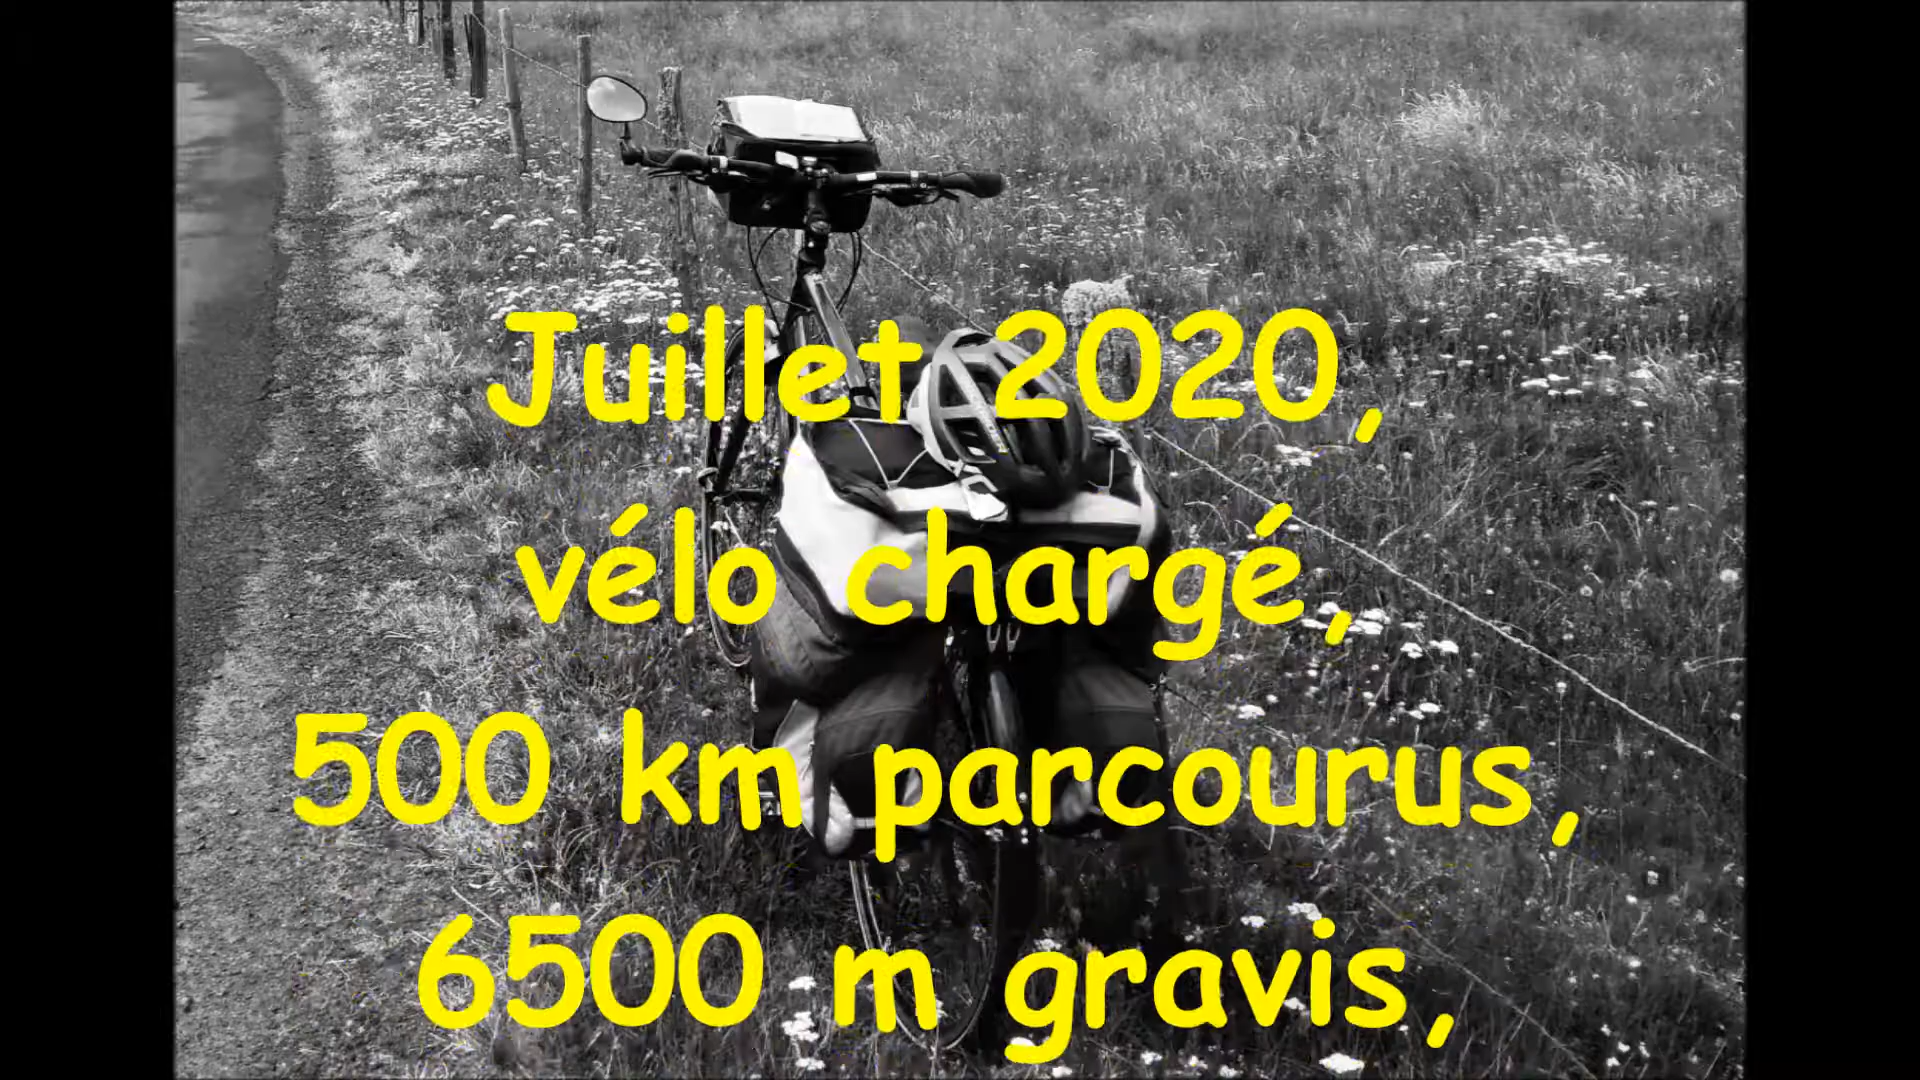 Juillet 2020,
vélo chargé,
500 km parcourus,
6500 m gravis,